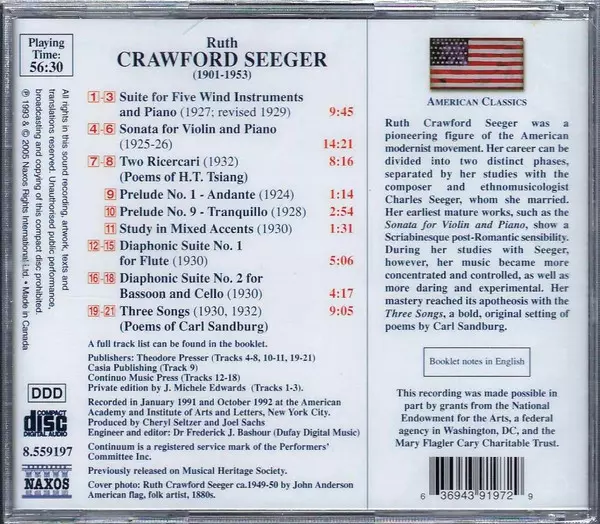 Playing
Time:
56:30
Ruth
CRAWFORD SEEGER
(1901-1953)
1 - 3 Suite for Five Wind Instruments
and Piano (1927; revised 1929) 9:45
4 - 6 Sonata for Violin and Piano
(1925-26) 14:21
7 - 8 Two Ricercari (1932) 8:16
(Poems of H.T. Tsiang)
9 Prelude No. 1 - Andante (1924) 1:14
10 Prelude No. 9 - Tranquillo (1928) 2:54
11 Study in Mixed Accents (1930) 1:31
12-15 Diaphonic Suite No. 1
for Flute (1930) 5:06
16-18 Diaphonic Suite No. 2 for
Bassoon and Cello (1930) 4:17
19-21 Three Songs (1930, 1932) 9:05
(Poems of Carl Sandburg)
A full track list can be found in the booklet.
Publishers: Theodore Presser (Tracks 4-8, 10-11, 19-21)
Casia Publishing (Track 9)
Continuo Music Press (Tracks 12-18)
Private edition by J. Michele Edwards (Tracks 1-3).
Recorded in January 1991 and October 1992 at the American
Academy and Institute of Arts and Letters, New York City.
Produced by Cheryl Seltzer and Joel Sachs
Engineer and editor: Dr Frederick J. Bashour (Dufay Digital Music)
Continuum is a registered service mark of the Performers'
Committee Inc.
Previously released on Musical Heritage Society.
Cover photo: Ruth Crawford Seeger ca.1949-50 by John Anderson
American flag, folk artist, 1880s.
All rights in this sound recording, artwork, texts and
translations reserved. Unauthorised public performance,
broadcasting and copying of this compact disc prohibited.
℗ 1993 & © 2005 Naxos Rights International Ltd. • Made in Canada
DDD
COMPACT
disc
DIGITAL AUDIO
8.559197
NAXOS
AMERICAN CLASSICS
Ruth Crawford Seeger was a
pioneering figure of the American
modernist movement. Her career can be
divided into two distinct phases,
separated by her studies with the
composer and ethnomusicologist
Charles Seeger, whom she married.
Her earliest mature works, such as the
Sonata for Violin and Piano, show a
Scriabinesque post-Romantic sensibility.
During her studies with Seeger,
however, her music became more
concentrated and controlled, as well as
more daring and experimental. Her
mastery reached its apotheosis with the
Three Songs, a bold, original setting of
poems by Carl Sandburg.
Booklet notes in English
This recording was made possible in
part by grants from the National
Endowment for the Arts, a federal
agency in Washington, DC, and the
Mary Flagler Cary Charitable Trust.
6 36943 91972 9